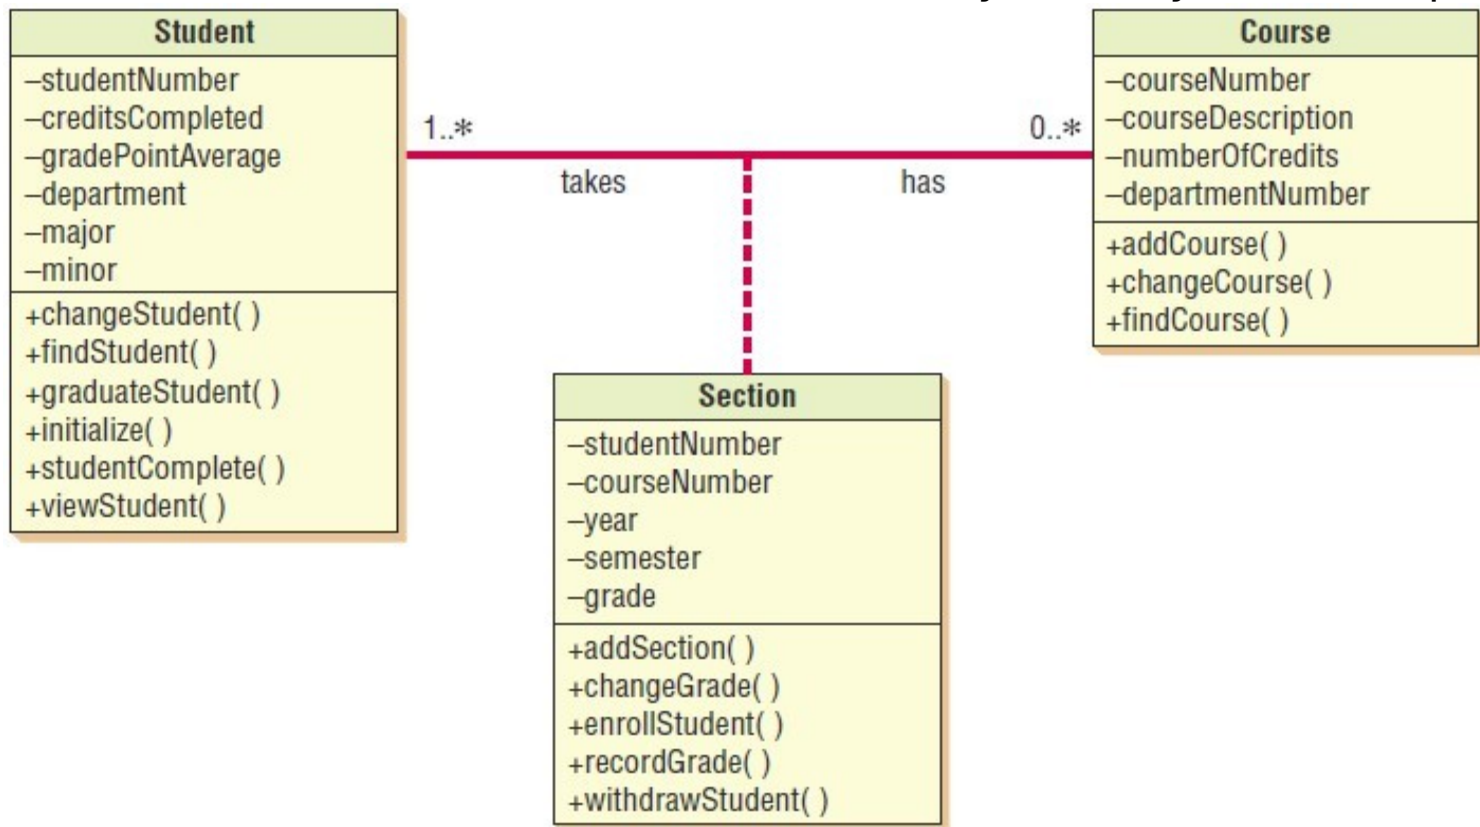 Student
–studentNumber
–creditsCompleted
–gradePointAverage
–department
–major
–minor
+changeStudent( )
+findStudent( )
+graduateStudent( )
+initialize( )
+studentComplete( )
+viewStudent( )
1..*
takes
0..*
has
Course
–courseNumber
–courseDescription
–numberOfCredits
–departmentNumber
+addCourse( )
+changeCourse( )
+findCourse( )
Section
–studentNumber
–courseNumber
–year
–semester
–grade
+addSection( )
+changeGrade( )
+enrollStudent( )
+recordGrade( )
+withdrawStudent( )